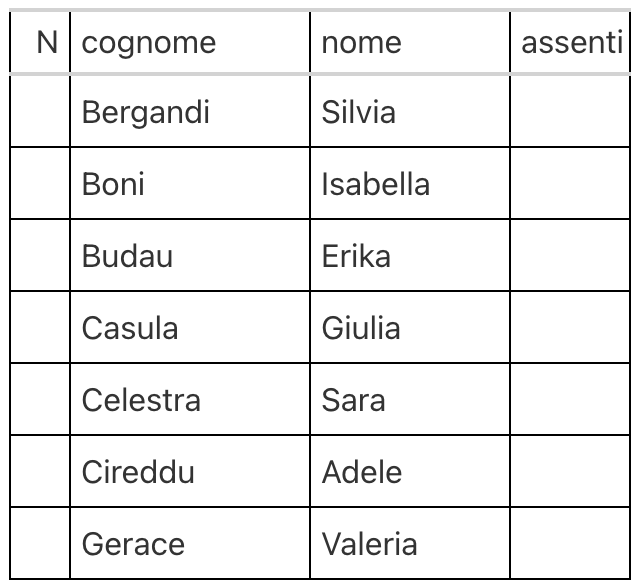 N cognome nome assenti
Bergandi Silvia
Boni Isabella
Budau Erika
Casula Giulia
Celestra Sara
Cireddu Adele
Gerace Valeria